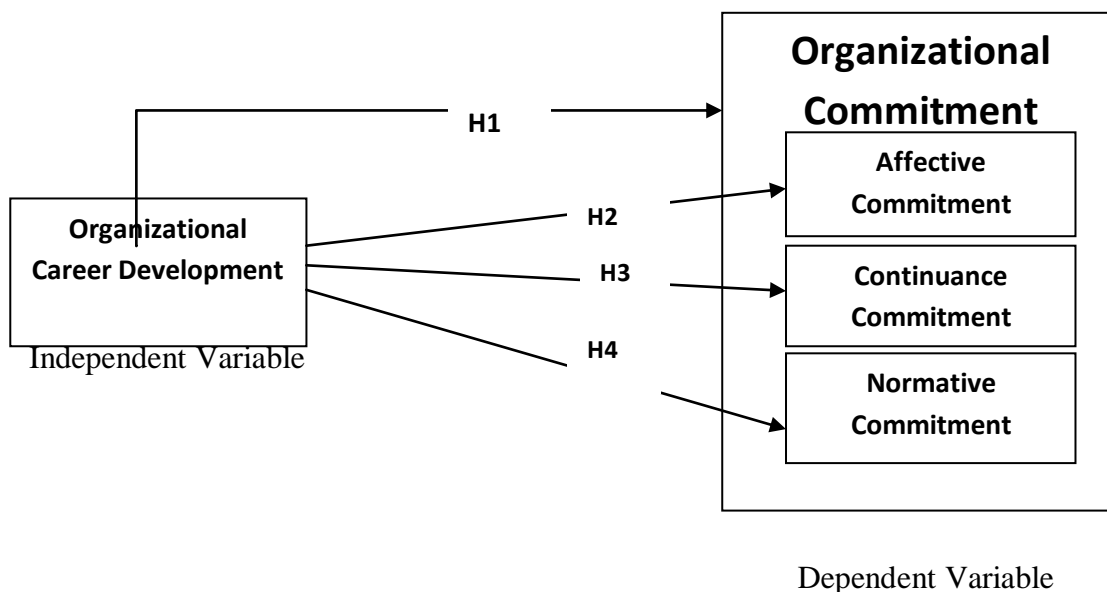 Organizational
Commitment
H1
Affective
Commitment
H2
Organizational
Career Development
H3
Continuance
Commitment
Independent Variable
H4
Normative
Commitment
Dependent Variable